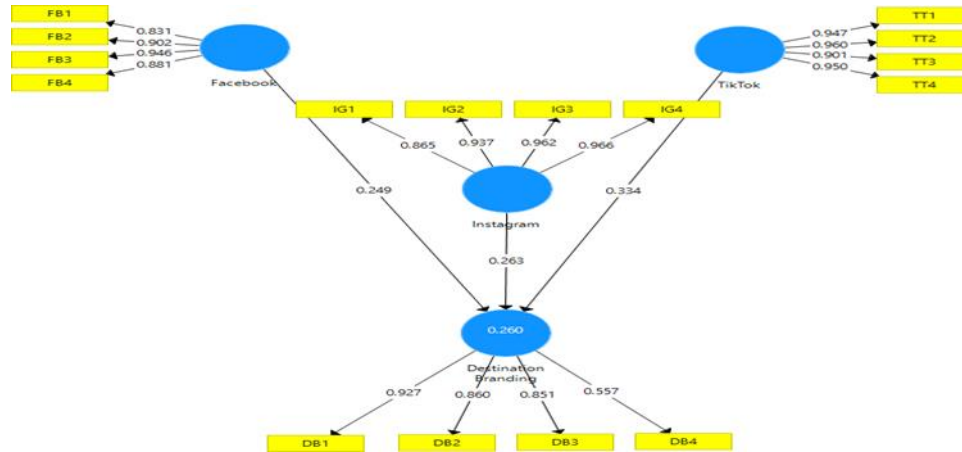 FB1
FB2
FB3
FB4
0.831
0.902
0.946
0.881
Facebook
TT1
TT2
TT3
TT4
0.947
0.960
0.901
0.950
TikTok
IG1
IG2
IG3
IG4
0.865
0.937
0.962
0.966
Instagram
0.249
0.263
0.334
0.260
Destination
Branding
0.927
0.860
0.851
0.557
DB1
DB2
DB3
DB4